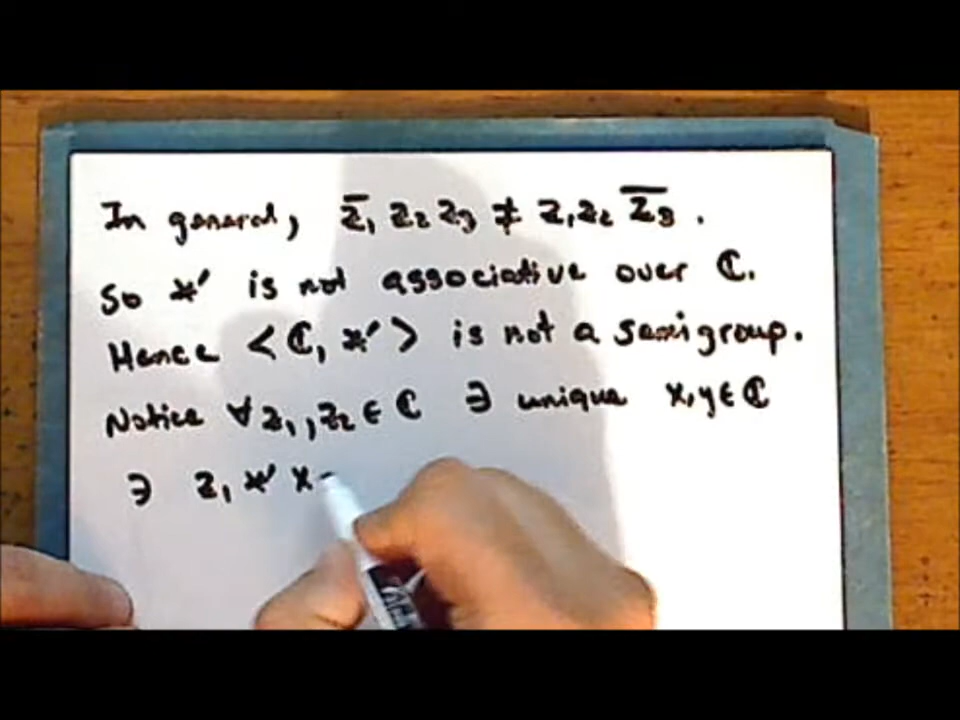 In general, z̄₁ z₂ z₃ ≠ z₁ z₂ z̄₃ .
So *' is not associative over ℂ.
Hence <ℂ, *'> is not a semigroup.
Notice ∀ z₁, z₂ ∈ ℂ ∃ unique x, y ∈ ℂ
∋ z₁ *' x -